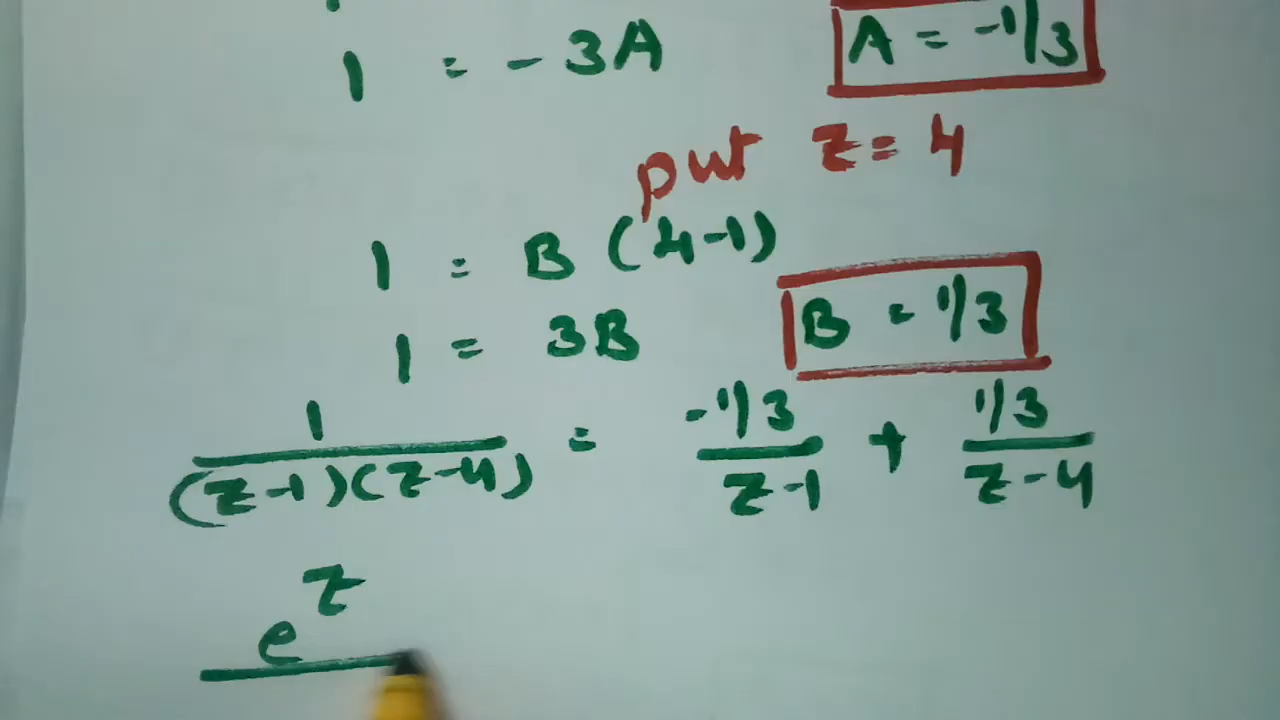 1 = -3A A = -1/3
put z = 4
1 = B (4-1)
1 = 3B B = 1/3
1/((z-1)(z-4)) = (-1/3)/(z-1) + (1/3)/(z-4)
e^z